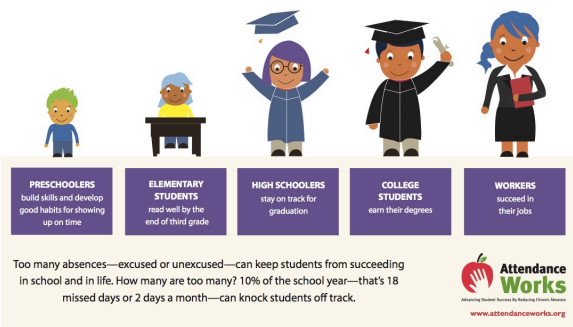 PRESCHOOLERS
build skills and develop
good habits for showing
up on time
ELEMENTARY
STUDENTS
read well by the
end of third grade
HIGH SCHOOLERS
stay on track for
graduation
COLLEGE
STUDENTS
earn their degrees
WORKERS
succeed in
their jobs
Too many absences—excused or unexcused—can keep students from succeeding
in school and in life. How many are too many? 10% of the school year—that's 18
missed days or 2 days a month—can knock students off track.
Attendance
Works
Advancing Student Success By Reducing Chronic Absence
www.attendanceworks.org